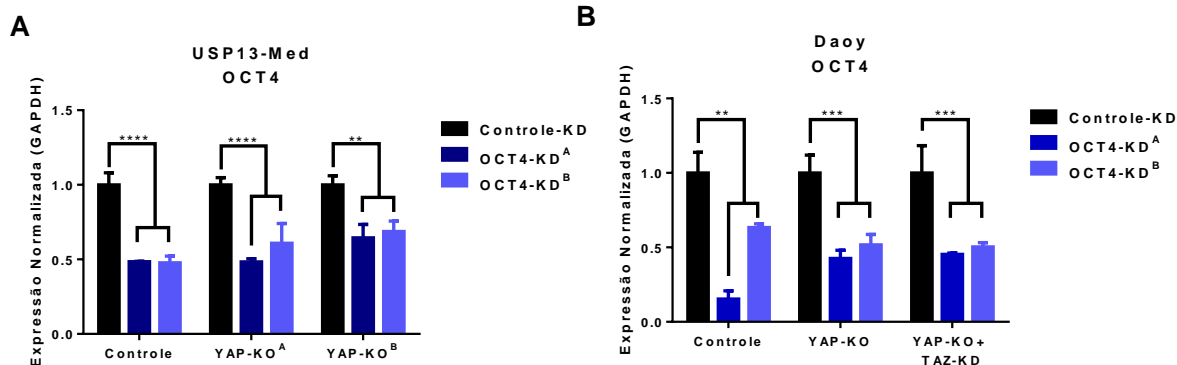 A
USP13-Med
OCT4
Expressão Normalizada (GAPDH)
1.5
1.0
0.5
0.0
****
****
**
Controle
YAP-KO^A
YAP-KO^B
Controle-KD
OCT4-KD^A
OCT4-KD^B
B
Daoy
OCT4
Expressão Normalizada (GAPDH)
1.5
1.0
0.5
0.0
**
***
***
Controle
YAP-KO
YAP-KO+
TAZ-KD
Controle-KD
OCT4-KD^A
OCT4-KD^B